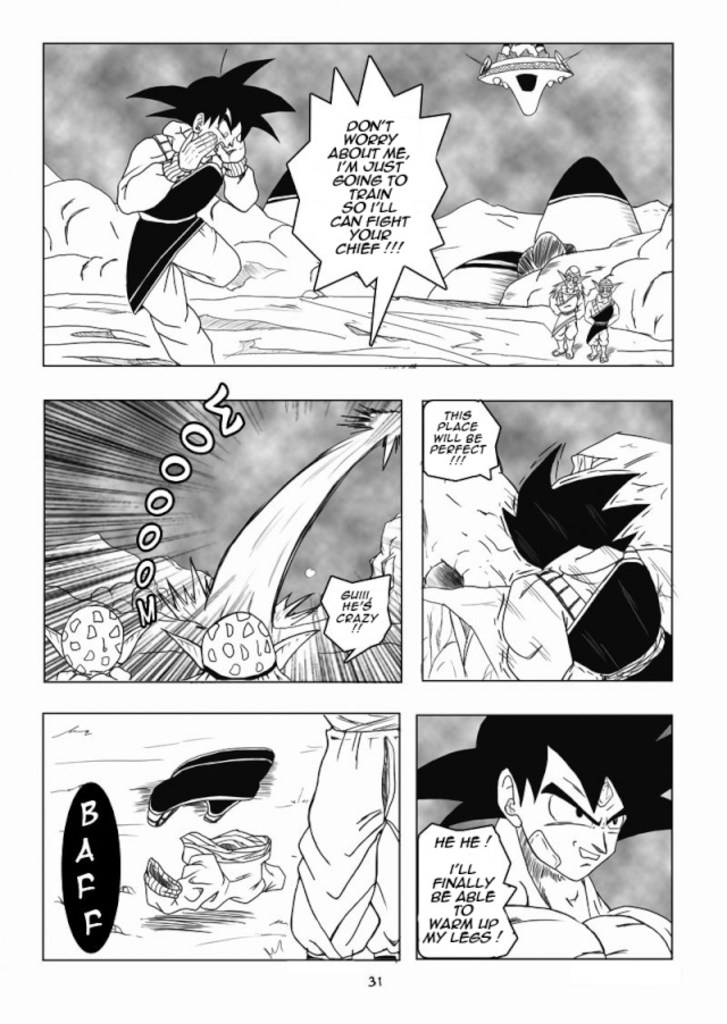 DON'T
WORRY
ABOUT ME,
I'M JUST
GOING TO
TRAIN
SO I'LL
CAN FIGHT
YOUR
CHIEF !!!
WOOOOOM
GUIII,
HE'S
CRAZY
!!
THIS
PLACE
WILL BE
PERFECT
!!!
BAFF
HE HE !
I'LL
FINALLY
BE ABLE
TO
WARM UP
MY LEGS !
31